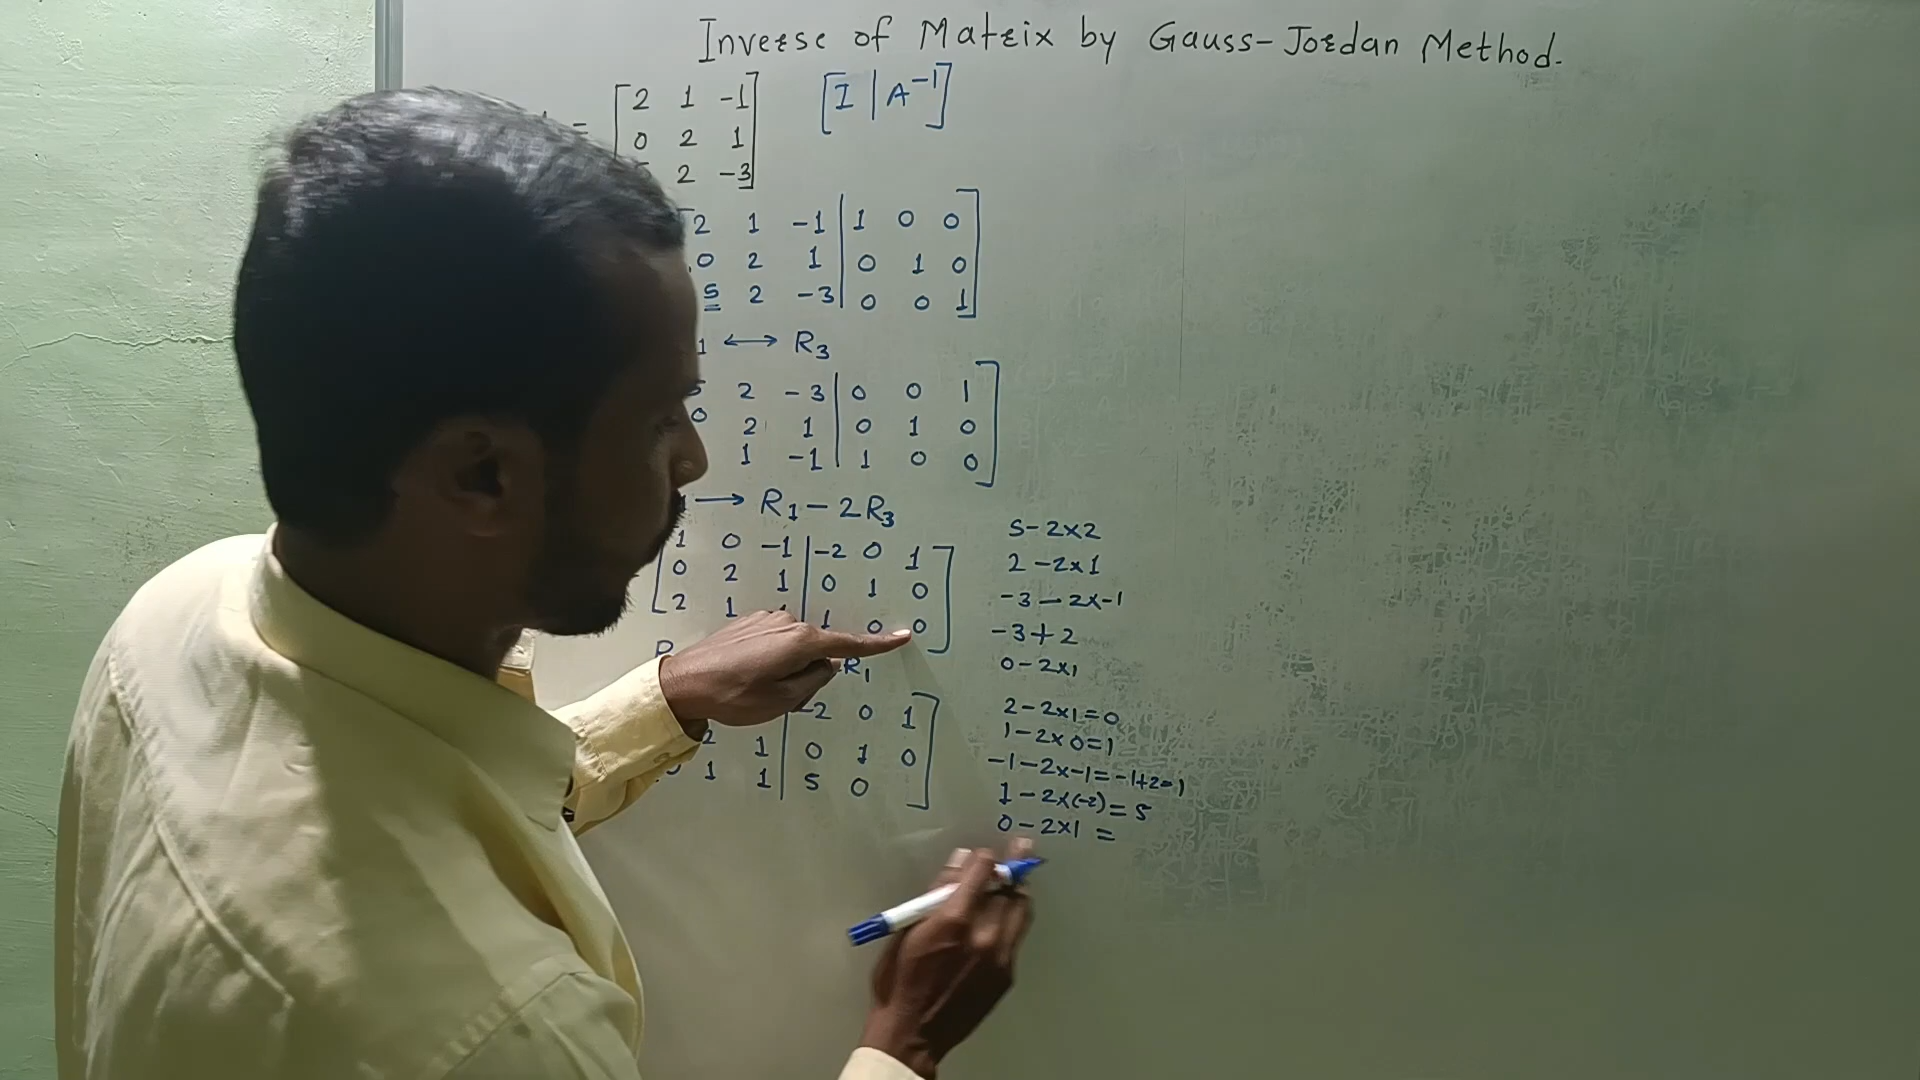 Inverse of Matrix by Gauss-Jordan Method.
= [2 1 -1 [I | A⁻¹]
0 2 1
2 -3]
2 1 -1 | 1 0 0
0 2 1 | 0 1 0
5 2 -3 | 0 0 1]
1 ⟷ R3
2 -3 | 0 0 1
0 2 1 | 0 1 0
1 -1 | 1 0 0]
⟶ R1 - 2R3
[1 0 -1 | -2 0 1
0 2 1 | 0 1 0
2 1 | 1 0 0]
R1
-2 0 1
2 1 | 0 1 0
1 1 | 5 0 ]
5-2×2
2-2×1
-3-2×-1
-3+2
0-2×1
2-2×1=0
1-2×0=1
-1-2×-1=-1+2=1
1-2×(-2)=5
0-2×1 =